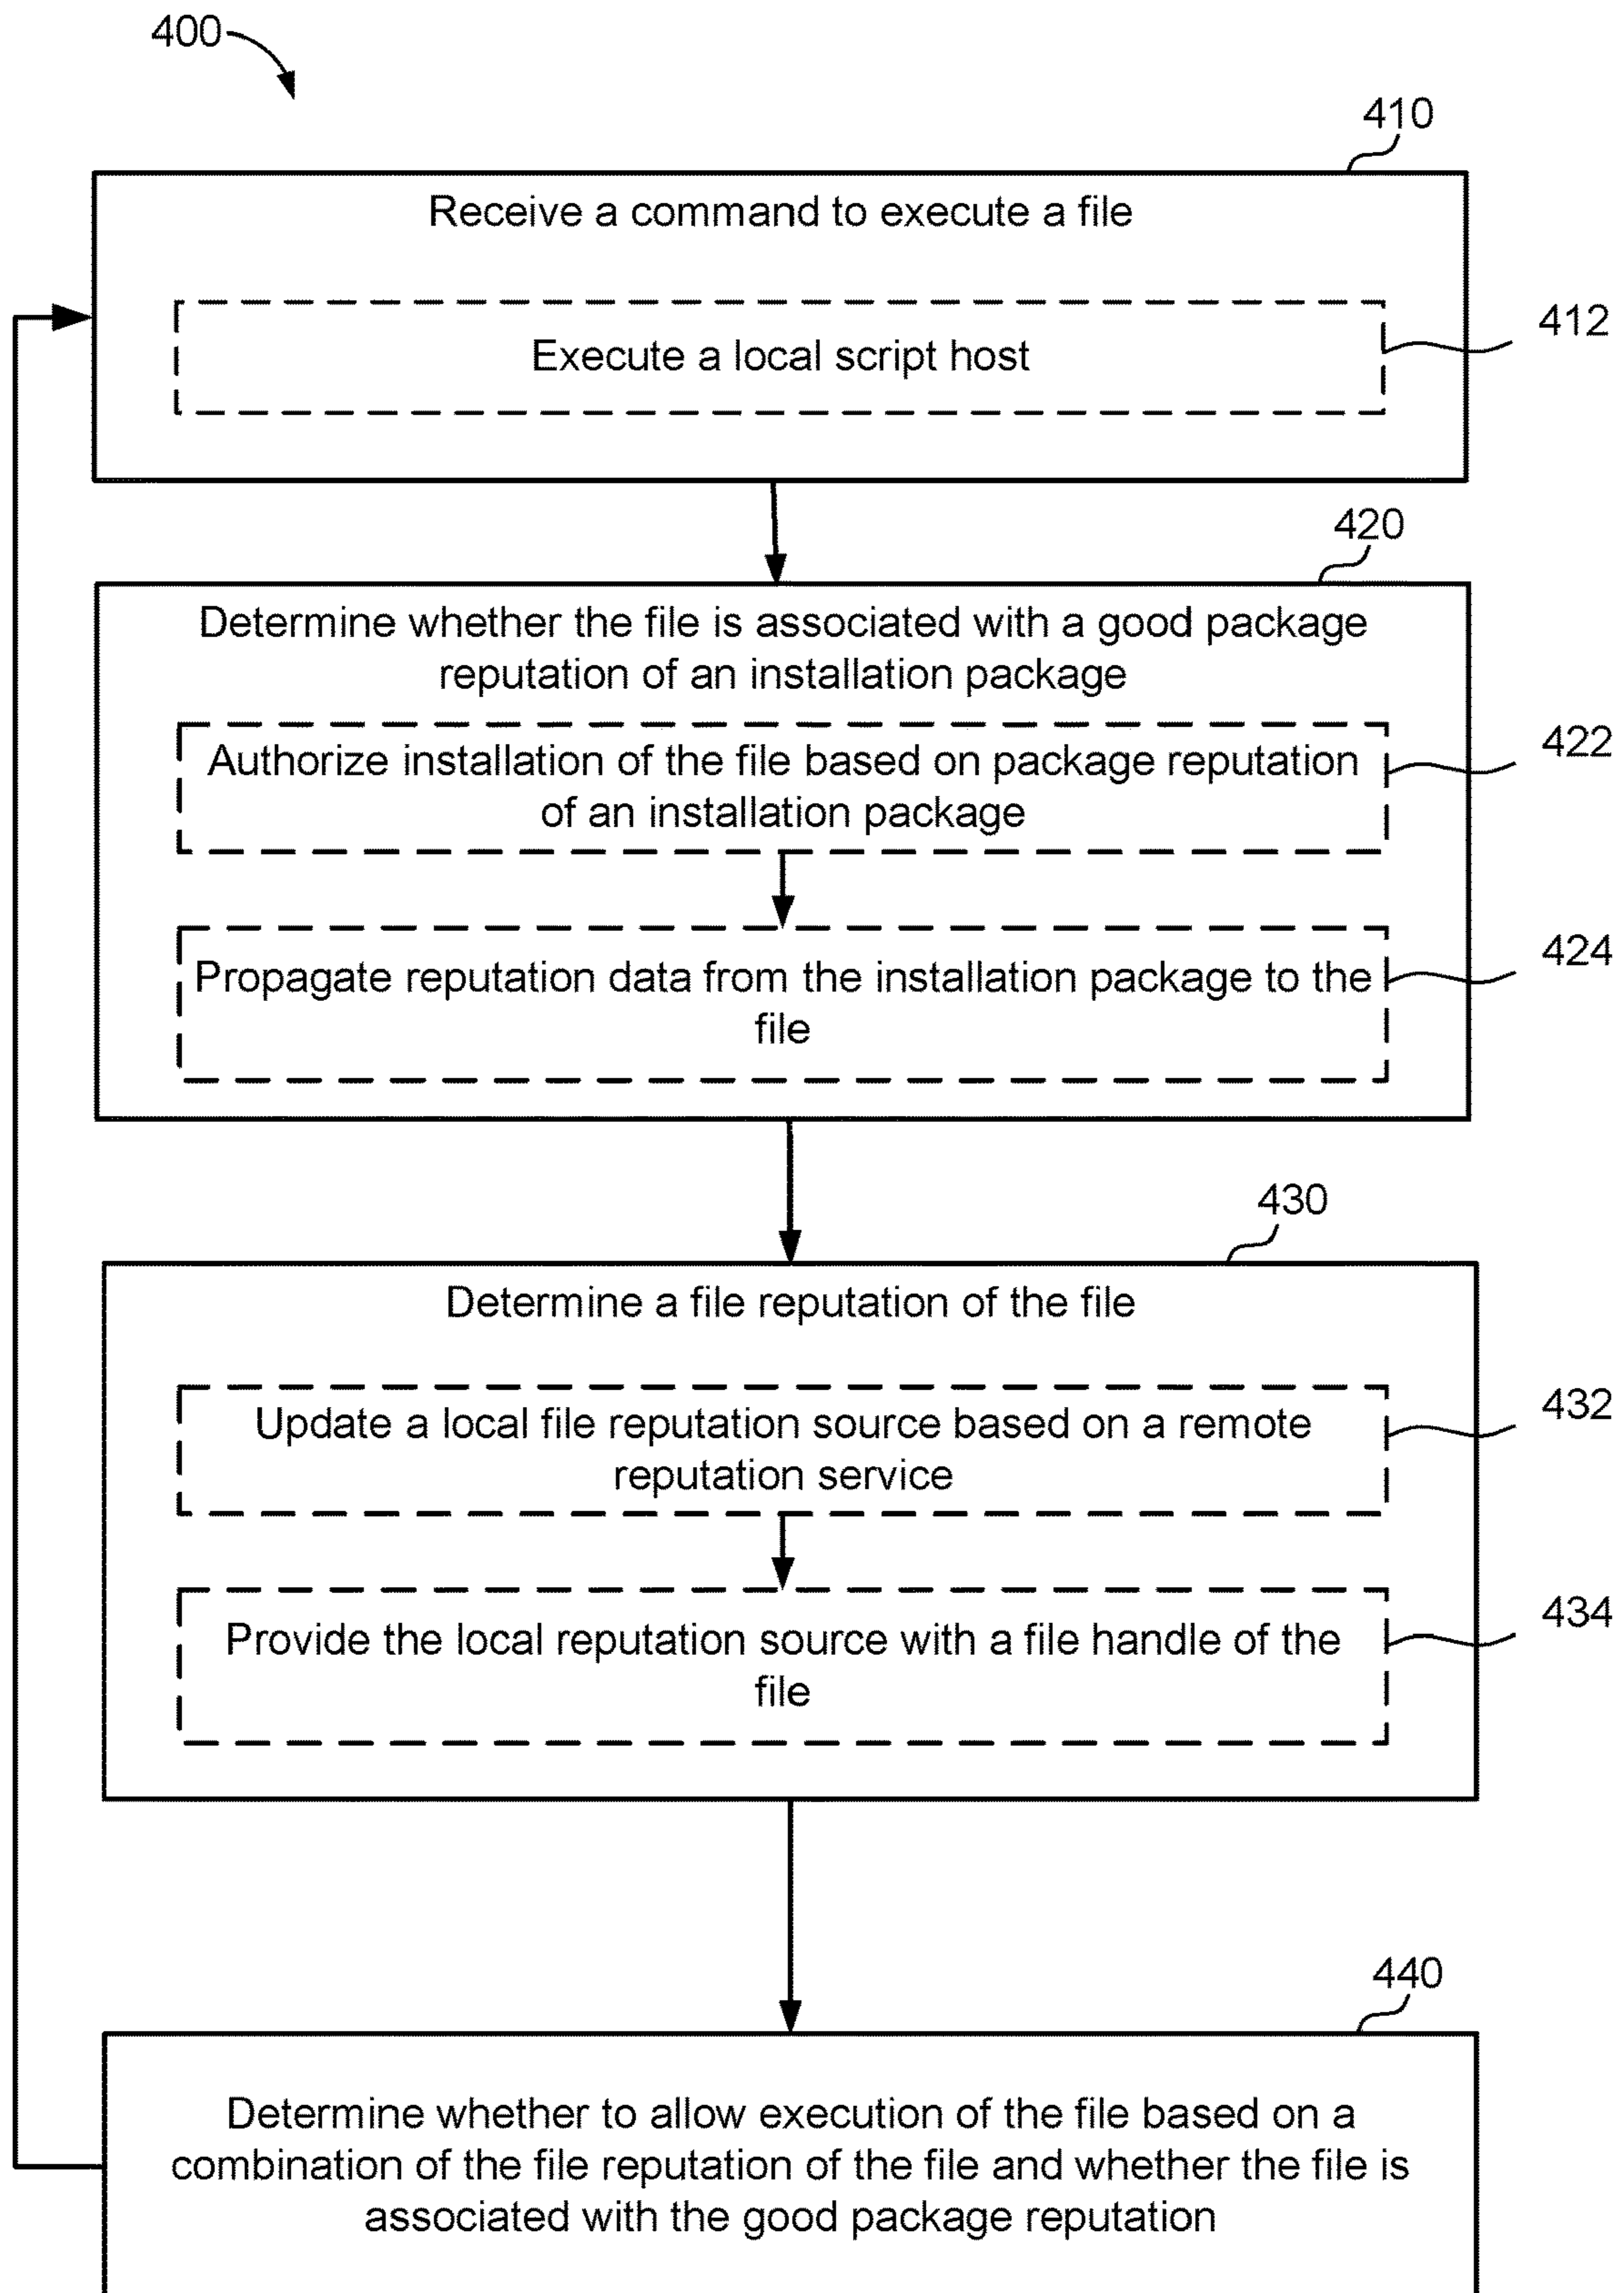 400
410
Receive a command to execute a file
Execute a local script host
412
420
Determine whether the file is associated with a good package
reputation of an installation package
Authorize installation of the file based on package reputation
of an installation package
422
Propagate reputation data from the installation package to the
file
424
430
Determine a file reputation of the file
Update a local file reputation source based on a remote
reputation service
432
Provide the local reputation source with a file handle of the
file
434
440
Determine whether to allow execution of the file based on a
combination of the file reputation of the file and whether the file is
associated with the good package reputation